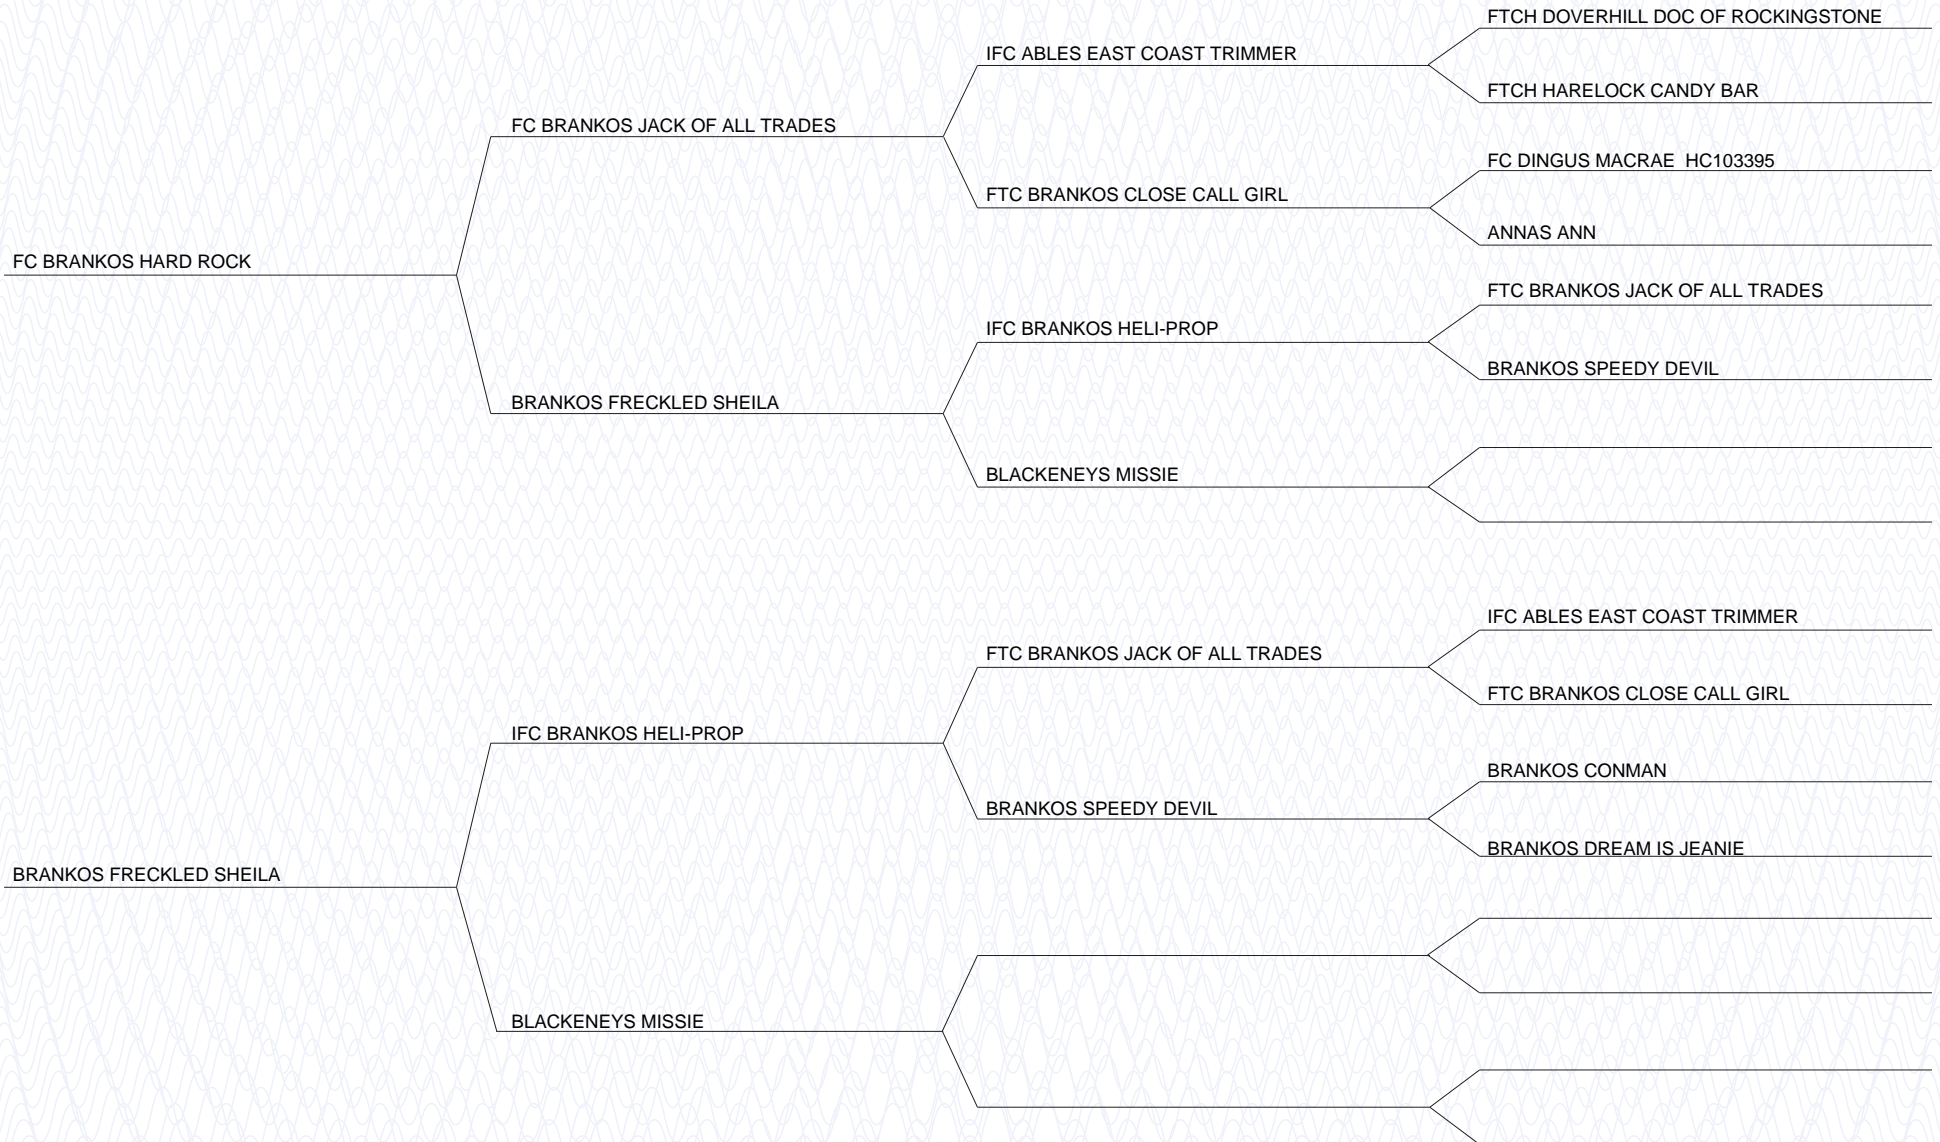 FTCH DOVERHILL DOC OF ROCKINGSTONE
IFC ABLES EAST COAST TRIMMER
FTCH HARELOCK CANDY BAR
FC BRANKOS JACK OF ALL TRADES
FC DINGUS MACRAE  HC103395
FTC BRANKOS CLOSE CALL GIRL
ANNAS ANN
FC BRANKOS HARD ROCK
FTC BRANKOS JACK OF ALL TRADES
IFC BRANKOS HELI-PROP
BRANKOS SPEEDY DEVIL
BRANKOS FRECKLED SHEILA
BLACKENEYS MISSIE
IFC ABLES EAST COAST TRIMMER
FTC BRANKOS JACK OF ALL TRADES
FTC BRANKOS CLOSE CALL GIRL
IFC BRANKOS HELI-PROP
BRANKOS CONMAN
BRANKOS SPEEDY DEVIL
BRANKOS DREAM IS JEANIE
BRANKOS FRECKLED SHEILA
BLACKENEYS MISSIE